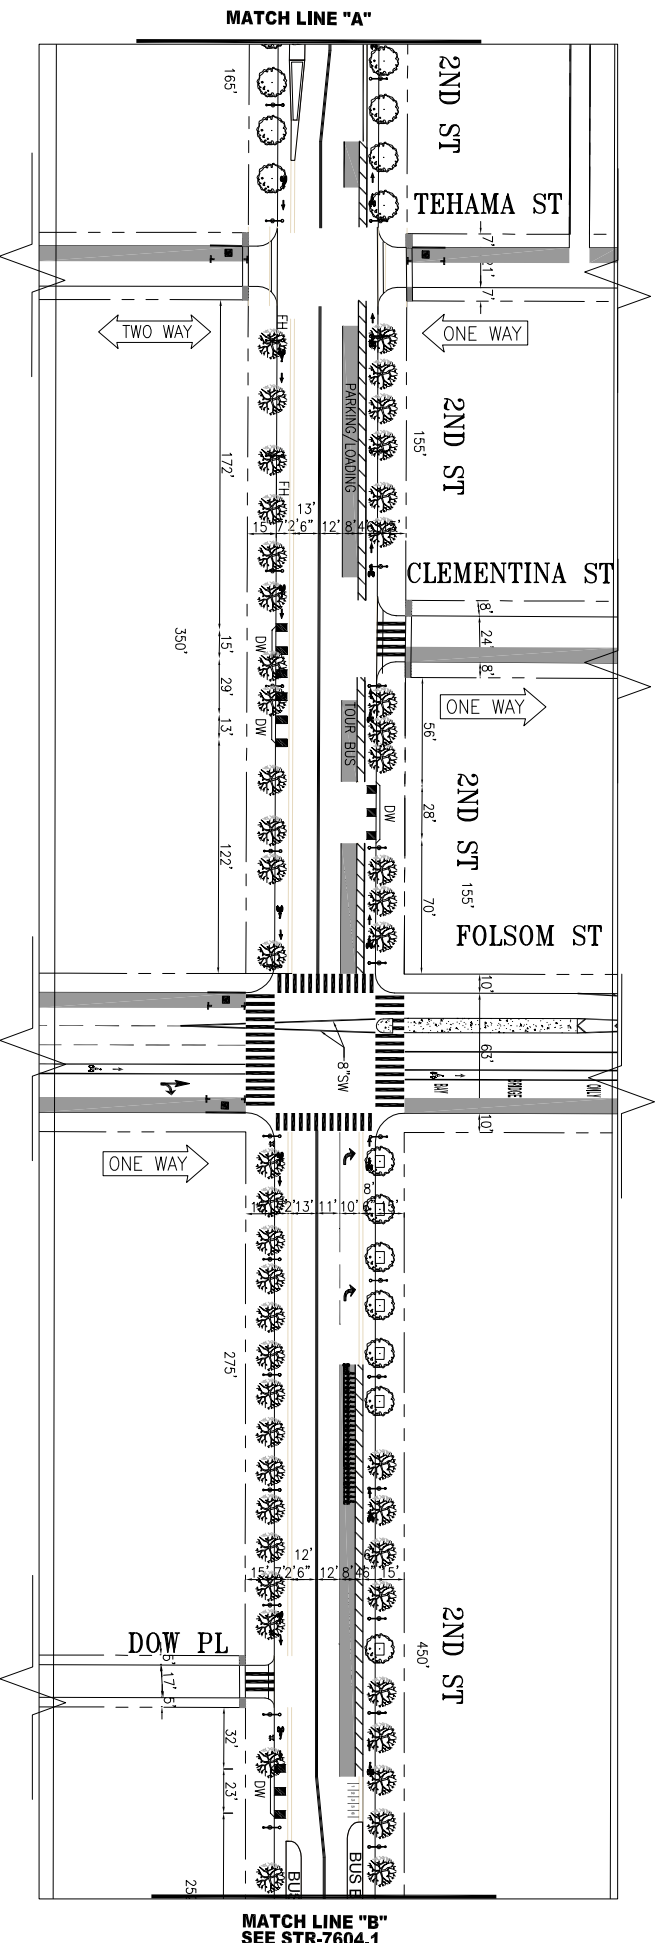 MATCH LINE "A"
165'
2ND ST
TEHAMA ST
7'
21'
7'
TWO WAY
ONE WAY
FH
PARKING/LOADING
2ND ST
155'
172'
FH
13'
15' 7' 2'6" 12' 8' 4'6" 15'
CLEMENTINA ST
8'
24'
8'
350'
15'
DW
29'
13'
DW
ONE WAY
56'
TOUR BUS
28'
DW
2ND ST
155'
122'
70'
FOLSOM ST
10'
63'
8"SW
BAY
BRIDGE
ONLY
10'
ONE WAY
8'
2' 13' 11' 10' 6' 15'
275'
12'
15' 7' 2'6" 12' 8' 4'6" 15'
DOW PL
5'
17'
5'
2ND ST
450'
32'
23'
DW
25
BUS
BUS B
MATCH LINE "B"
SEE STR-7604.1